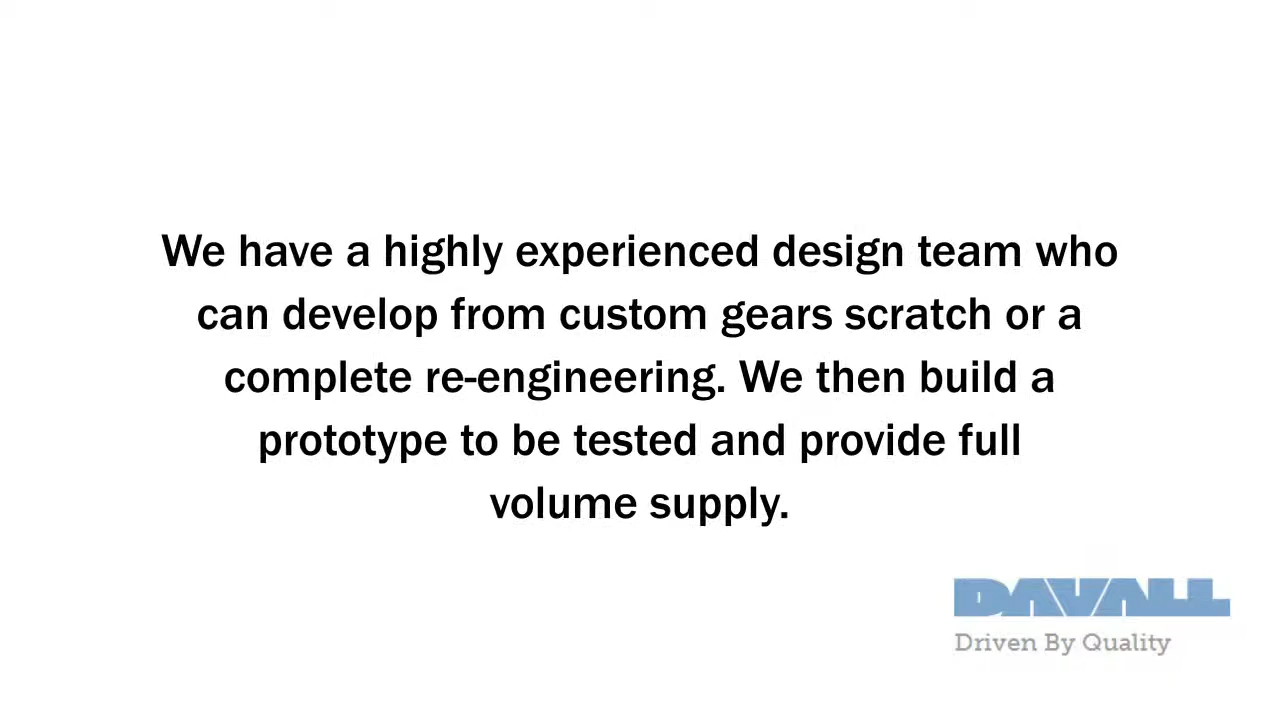 We have a highly experienced design team who
can develop from custom gears scratch or a
complete re-engineering. We then build a
prototype to be tested and provide full
volume supply.
DAVALL
Driven By Quality